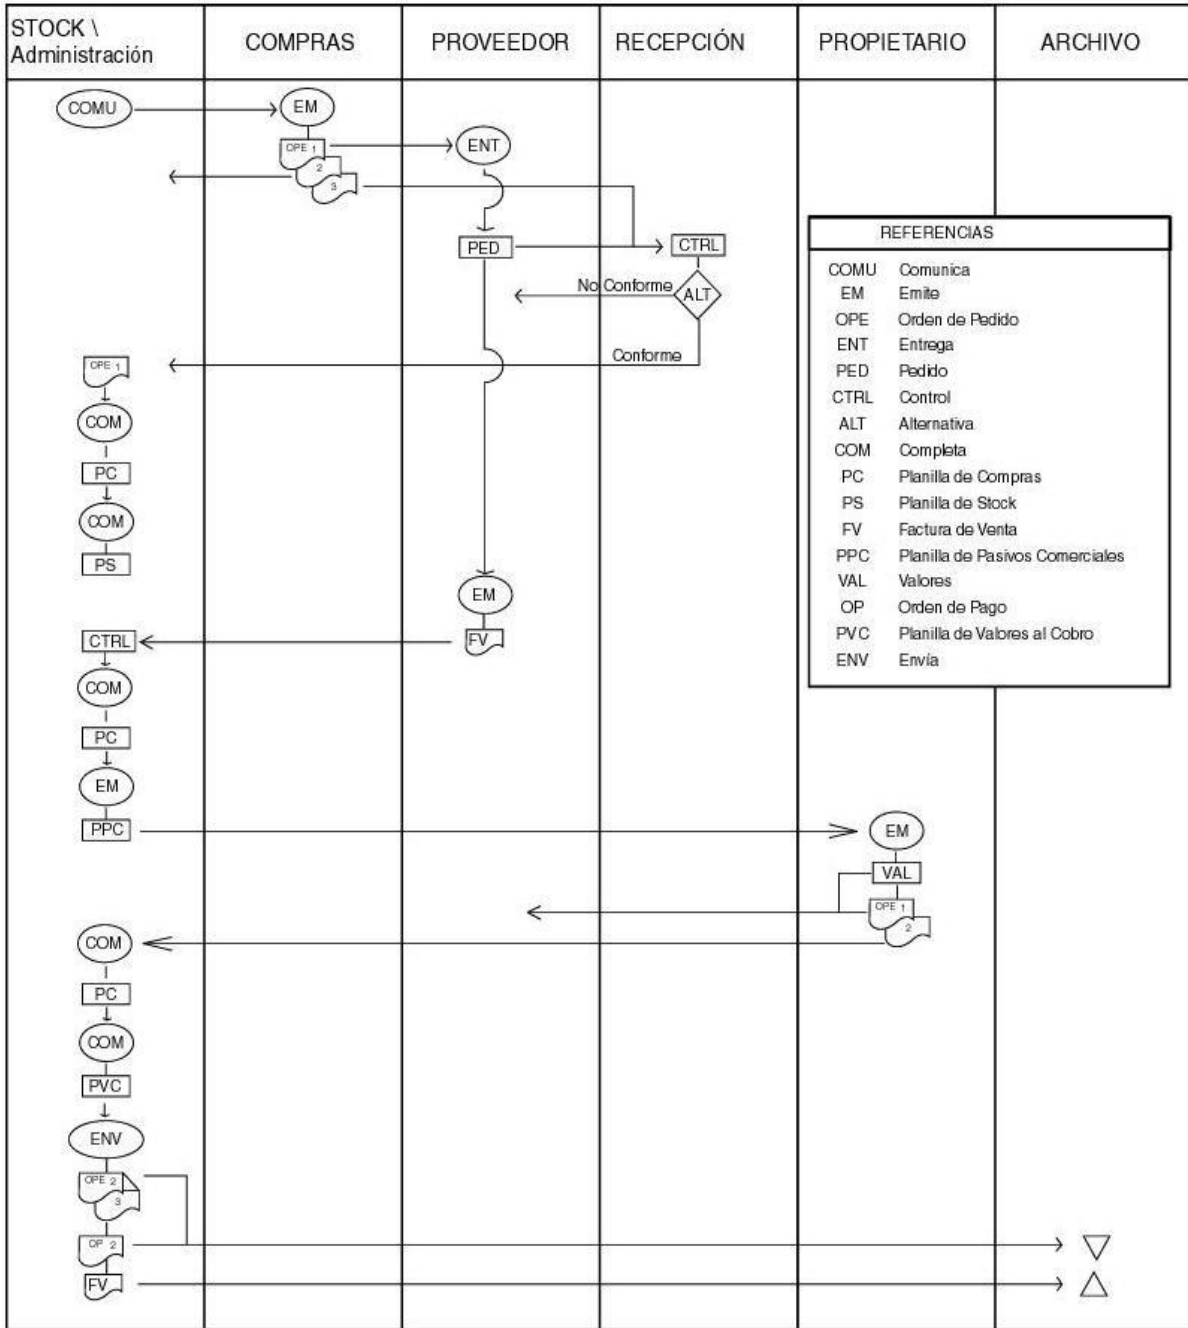 STOCK \
Administración
COMPRAS
PROVEEDOR
RECEPCIÓN
PROPIETARIO
ARCHIVO
COMU
EM
OPE 1
2
3
ENT
PED
CTRL
No Conforme
ALT
Conforme
OPE 1
COM
PC
COM
PS
EM
FV
CTRL
COM
PC
EM
PPC
EM
VAL
OPE 1
2
COM
PC
COM
PVC
ENV
OPE 2
3
OP 2
FV
REFERENCIAS
COMU Comunica
EM Emite
OPE Orden de Pedido
ENT Entrega
PED Pedido
CTRL Control
ALT Alternativa
COM Completa
PC Planilla de Compras
PS Planilla de Stock
FV Factura de Venta
PPC Planilla de Pasivos Comerciales
VAL Valores
OP Orden de Pago
PVC Planilla de Valores al Cobro
ENV Envía